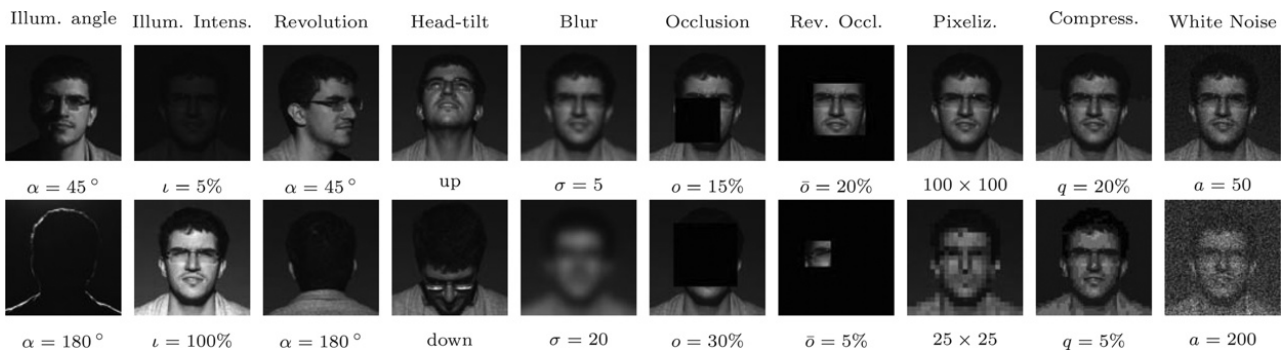 Illum. angle Illum. Intens. Revolution Head-tilt Blur Occlusion Rev. Occl. Pixeliz. Compress. White Noise
α = 45 ° ι = 5% α = 45 ° up σ = 5 o = 15% ō = 20% 100 × 100 q = 20% a = 50
α = 180 ° ι = 100% α = 180 ° down σ = 20 o = 30% ō = 5% 25 × 25 q = 5% a = 200